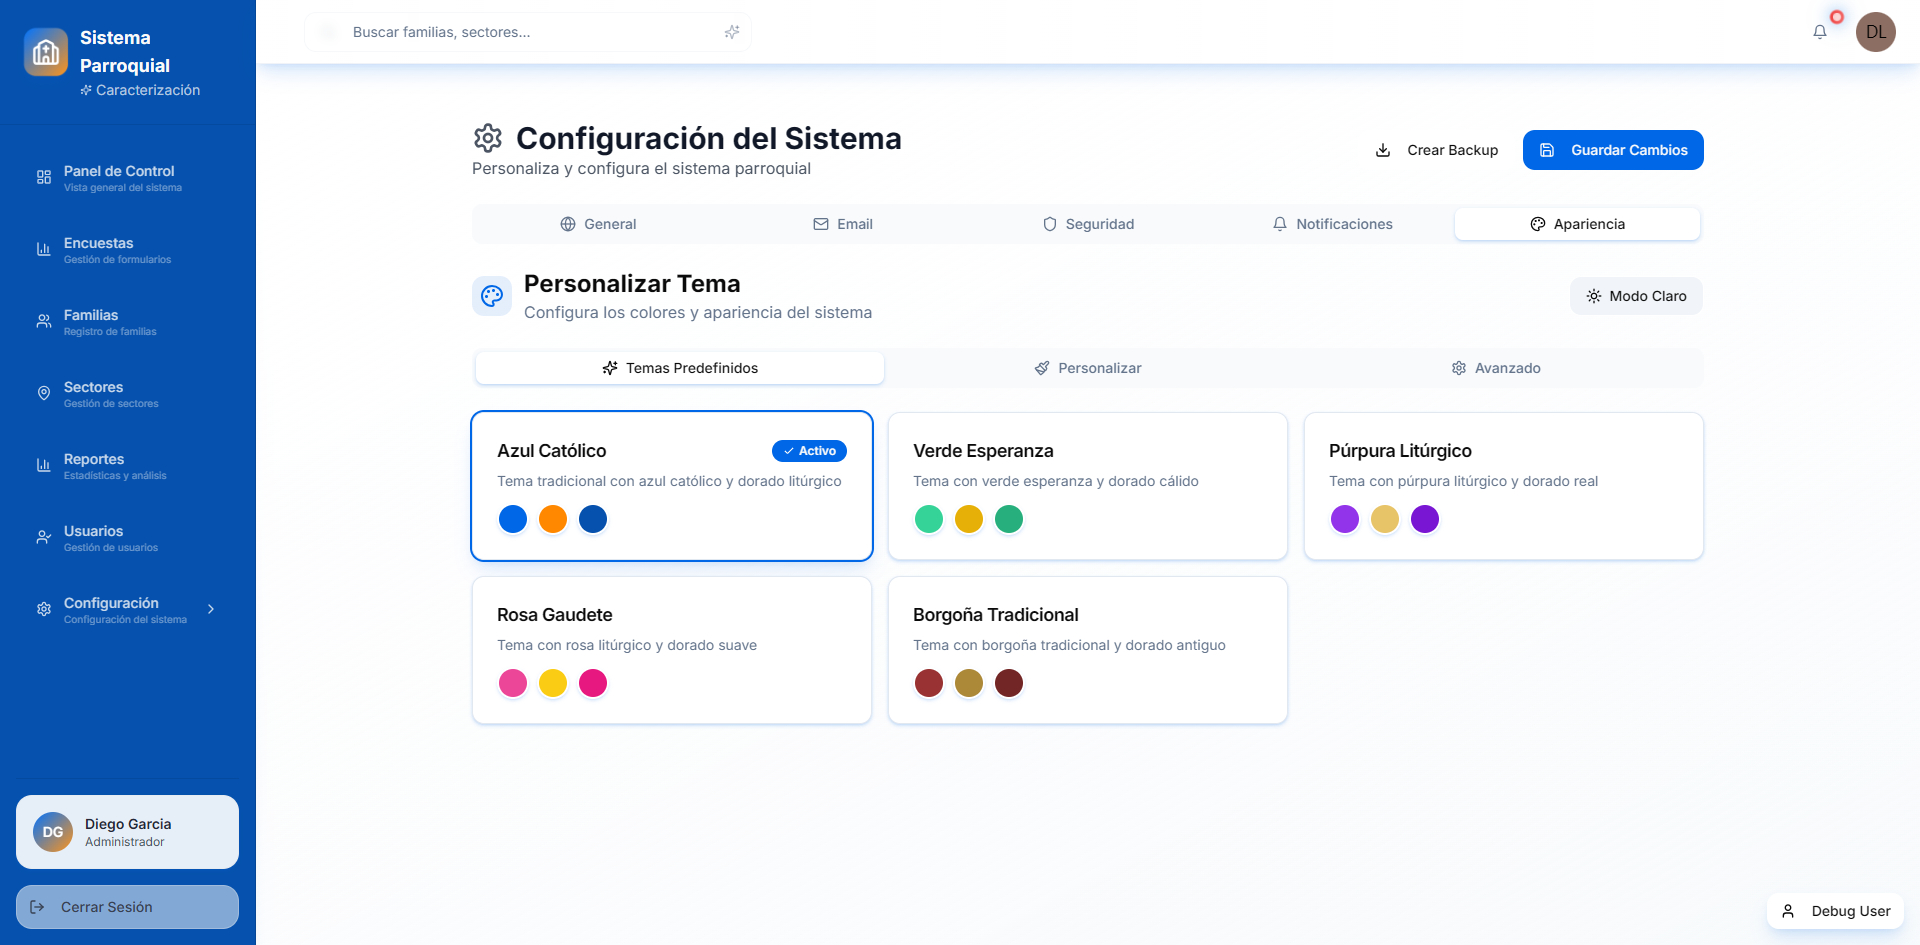 Sistema
Parroquial
Caracterización
Panel de Control
Vista general del sistema
Encuestas
Gestión de formularios
Familias
Registro de familias
Sectores
Gestión de sectores
Reportes
Estadísticas y análisis
Usuarios
Gestión de usuarios
Configuración
Configuración del sistema
DG
Diego Garcia
Administrador
Cerrar Sesión
Buscar familias, sectores...
DL
Configuración del Sistema
Personaliza y configura el sistema parroquial
Crear Backup
Guardar Cambios
General
Email
Seguridad
Notificaciones
Apariencia
Personalizar Tema
Configura los colores y apariencia del sistema
Modo Claro
Temas Predefinidos
Personalizar
Avanzado
Azul Católico
Activo
Tema tradicional con azul católico y dorado litúrgico
Verde Esperanza
Tema con verde esperanza y dorado cálido
Púrpura Litúrgico
Tema con púrpura litúrgico y dorado real
Rosa Gaudete
Tema con rosa litúrgico y dorado suave
Borgoña Tradicional
Tema con borgoña tradicional y dorado antiguo
Debug User